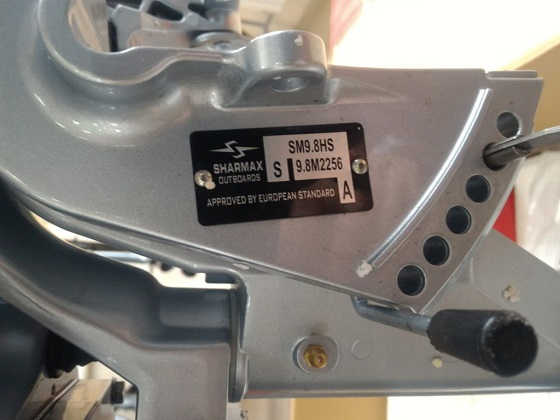 SHARMAX
OUTBOARDS
SM9.8HS
S 9.8M2256
APPROVED BY EUROPEAN STANDARD A